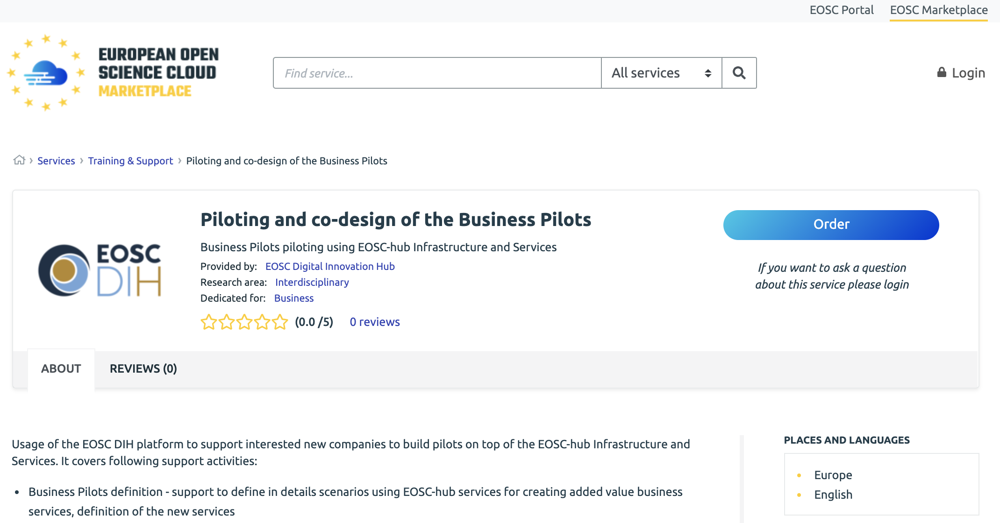 EOSC Portal EOSC Marketplace
EUROPEAN OPEN
SCIENCE CLOUD
MARKETPLACE
Find service...
All services
Login
Services › Training & Support › Piloting and co-design of the Business Pilots
EOSC
DIH
Piloting and co-design of the Business Pilots
Business Pilots piloting using EOSC-hub Infrastructure and Services
Provided by: EOSC Digital Innovation Hub
Research area: Interdisciplinary
Dedicated for: Business
(0.0 /5) 0 reviews
Order
If you want to ask a question
about this service please login
ABOUT REVIEWS (0)
Usage of the EOSC DIH platform to support interested new companies to build pilots on top of the EOSC-hub Infrastructure and
Services. It covers following support activities:
• Business Pilots definition - support to define in details scenarios using EOSC-hub services for creating added value business
services, definition of the new services
PLACES AND LANGUAGES
• Europe
• English